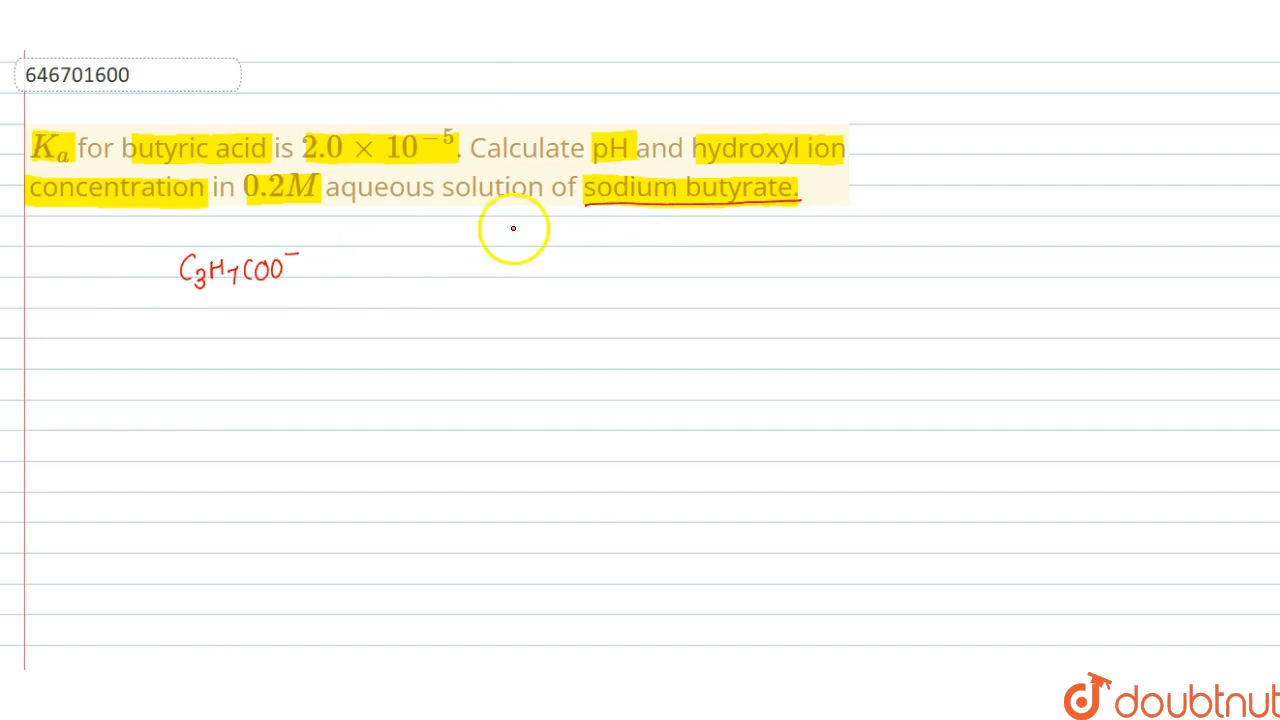 646701600
K_a for butyric acid is 2.0 × 10^{-5}. Calculate pH and hydroxyl ion
concentration in 0.2M aqueous solution of sodium butyrate.
C₃H₇COO⁻
doubtnut